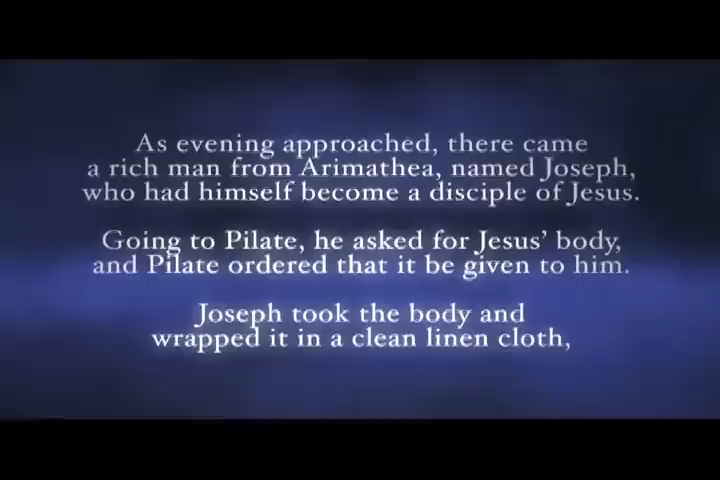 As evening approached, there came
a rich man from Arimathea, named Joseph,
who had himself become a disciple of Jesus.
Going to Pilate, he asked for Jesus’ body,
and Pilate ordered that it be given to him.
Joseph took the body and
wrapped it in a clean linen cloth,